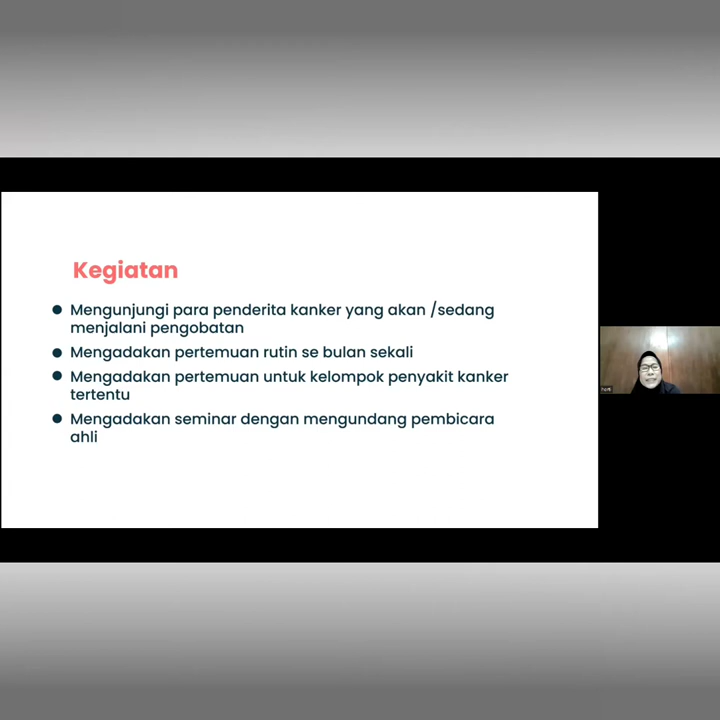 Kegiatan
● Mengunjungi para penderita kanker yang akan /sedang
menjalani pengobatan
● Mengadakan pertemuan rutin se bulan sekali
● Mengadakan pertemuan untuk kelompok penyakit kanker
tertentu
● Mengadakan seminar dengan mengundang pembicara
ahli